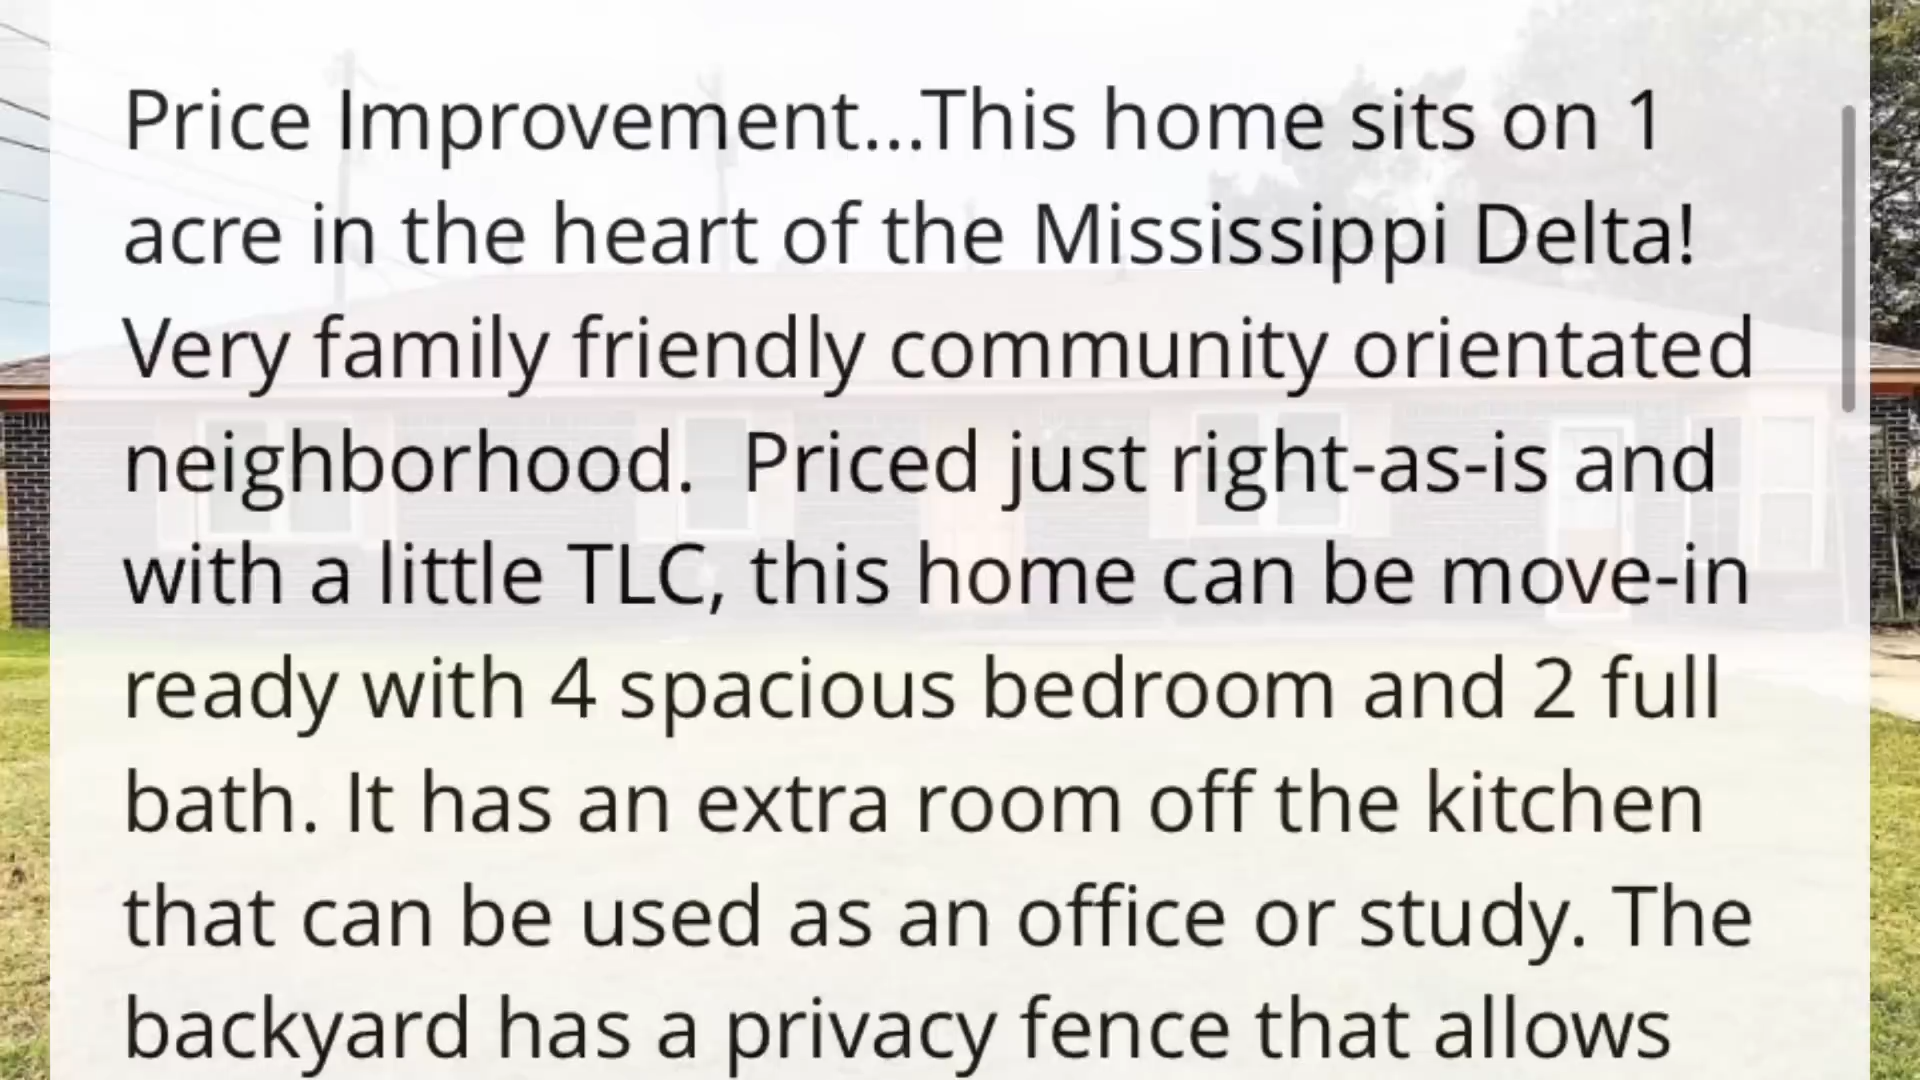 Price Improvement...This home sits on 1
acre in the heart of the Mississippi Delta!
Very family friendly community orientated
neighborhood.  Priced just right-as-is and
with a little TLC, this home can be move-in
ready with 4 spacious bedroom and 2 full
bath. It has an extra room off the kitchen
that can be used as an office or study. The
backyard has a privacy fence that allows